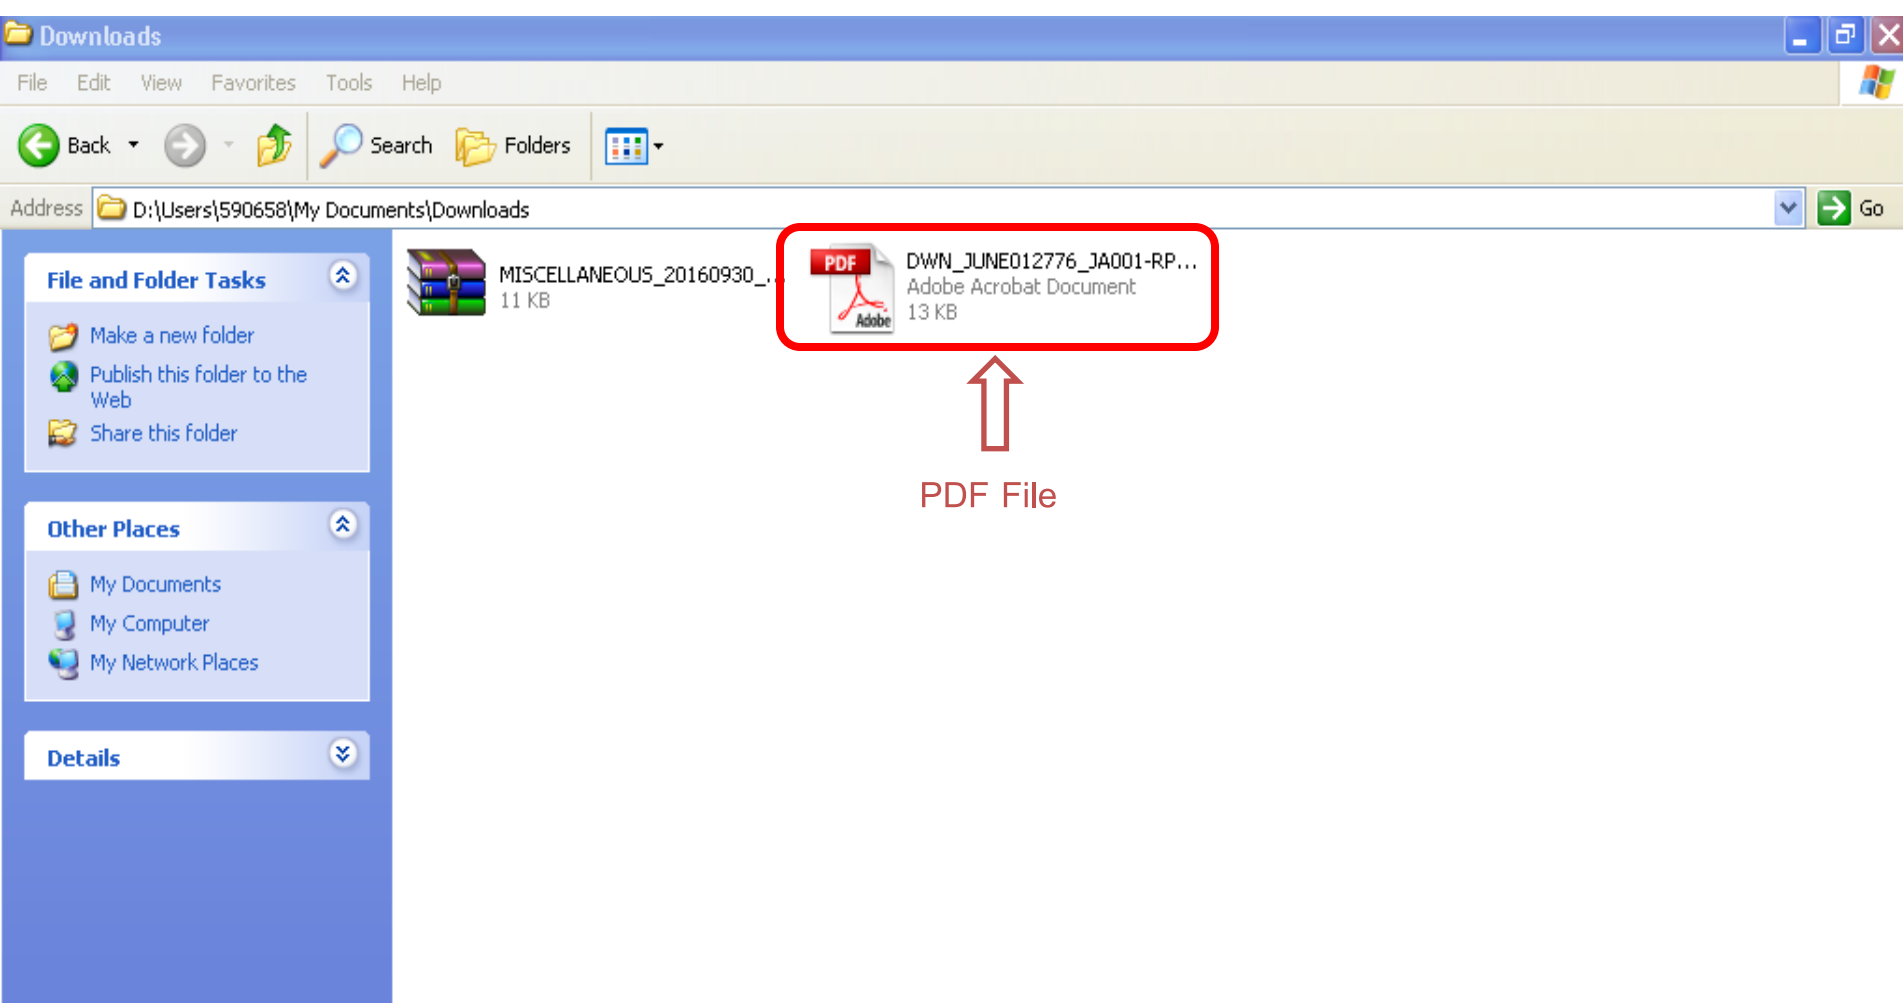 Downloads
File Edit View Favorites Tools Help
Back Search Folders
Address D:\Users\590658\My Documents\Downloads Go
File and Folder Tasks
Make a new folder
Publish this folder to the
Web
Share this folder
Other Places
My Documents
My Computer
My Network Places
Details
MISCELLANEOUS_20160930_...
11 KB
PDF
Adobe
DWN_JUNE012776_JA001-RP...
Adobe Acrobat Document
13 KB
PDF File